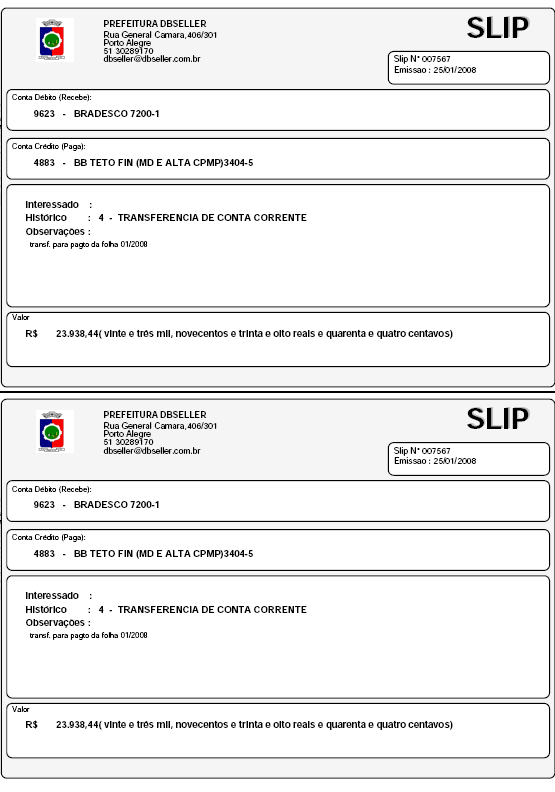 PREFEITURA DBSELLER
Rua General Camara,406/301
Porto Alegre
51 30289170
dbseller@dbseller.com.br
SLIP
Slip N° 007567
Emissao : 25/01/2008
Conta Débito (Recebe):
9623 - BRADESCO 7200-1
Conta Crédito (Paga):
4883 - BB TETO FIN (MD E ALTA CPMP)3404-5
Interessado :
Histórico : 4 - TRANSFERENCIA DE CONTA CORRENTE
Observações :
transf. para pagto da folha 01/2008
Valor
R$ 23.938,44( vinte e três mil, novecentos e trinta e oito reais e quarenta e quatro centavos)
PREFEITURA DBSELLER
Rua General Camara,406/301
Porto Alegre
51 30289170
dbseller@dbseller.com.br
SLIP
Slip N° 007567
Emissao : 25/01/2008
Conta Débito (Recebe):
9623 - BRADESCO 7200-1
Conta Crédito (Paga):
4883 - BB TETO FIN (MD E ALTA CPMP)3404-5
Interessado :
Histórico : 4 - TRANSFERENCIA DE CONTA CORRENTE
Observações :
transf. para pagto da folha 01/2008
Valor
R$ 23.938,44( vinte e três mil, novecentos e trinta e oito reais e quarenta e quatro centavos)